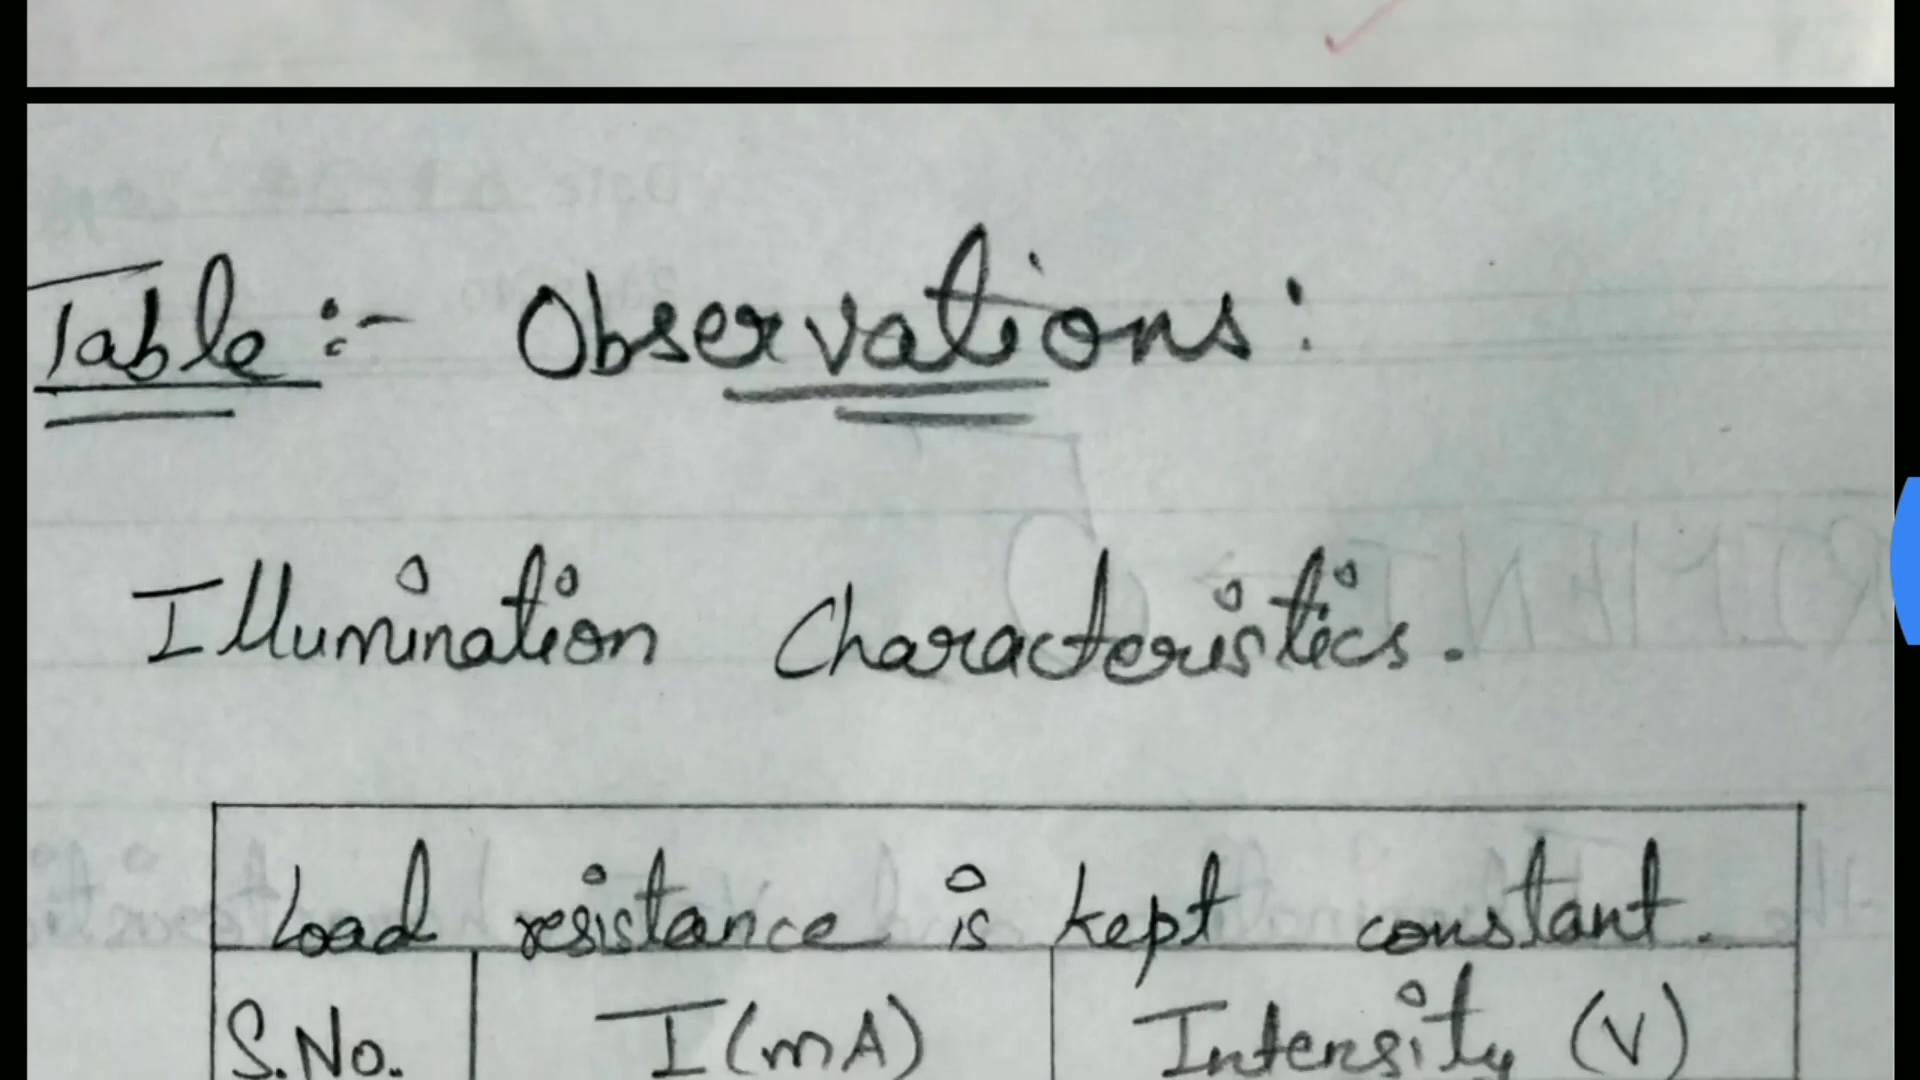 Table :- Observations:
Illumination Characteristics.
Load resistance is kept constant.
S.No. I(mA) Intensity (V)